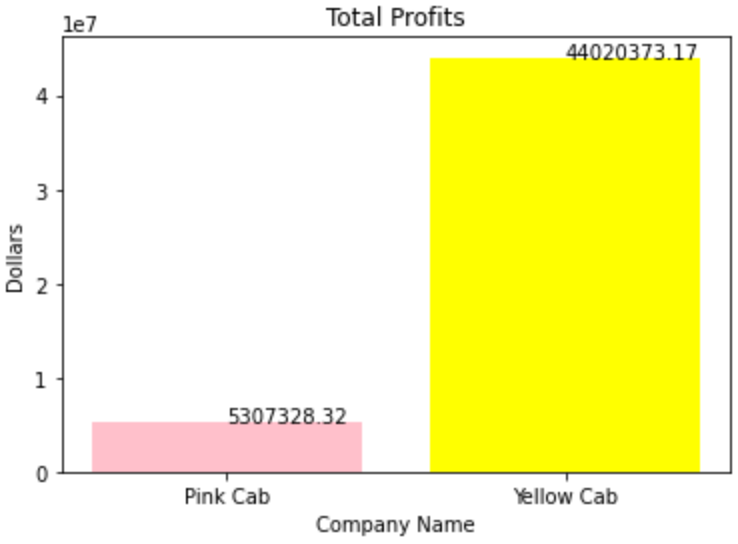 Total Profits
1e7
44020373.17
4
3
Dollars
2
1
5307328.32
0
Pink Cab Yellow Cab
Company Name